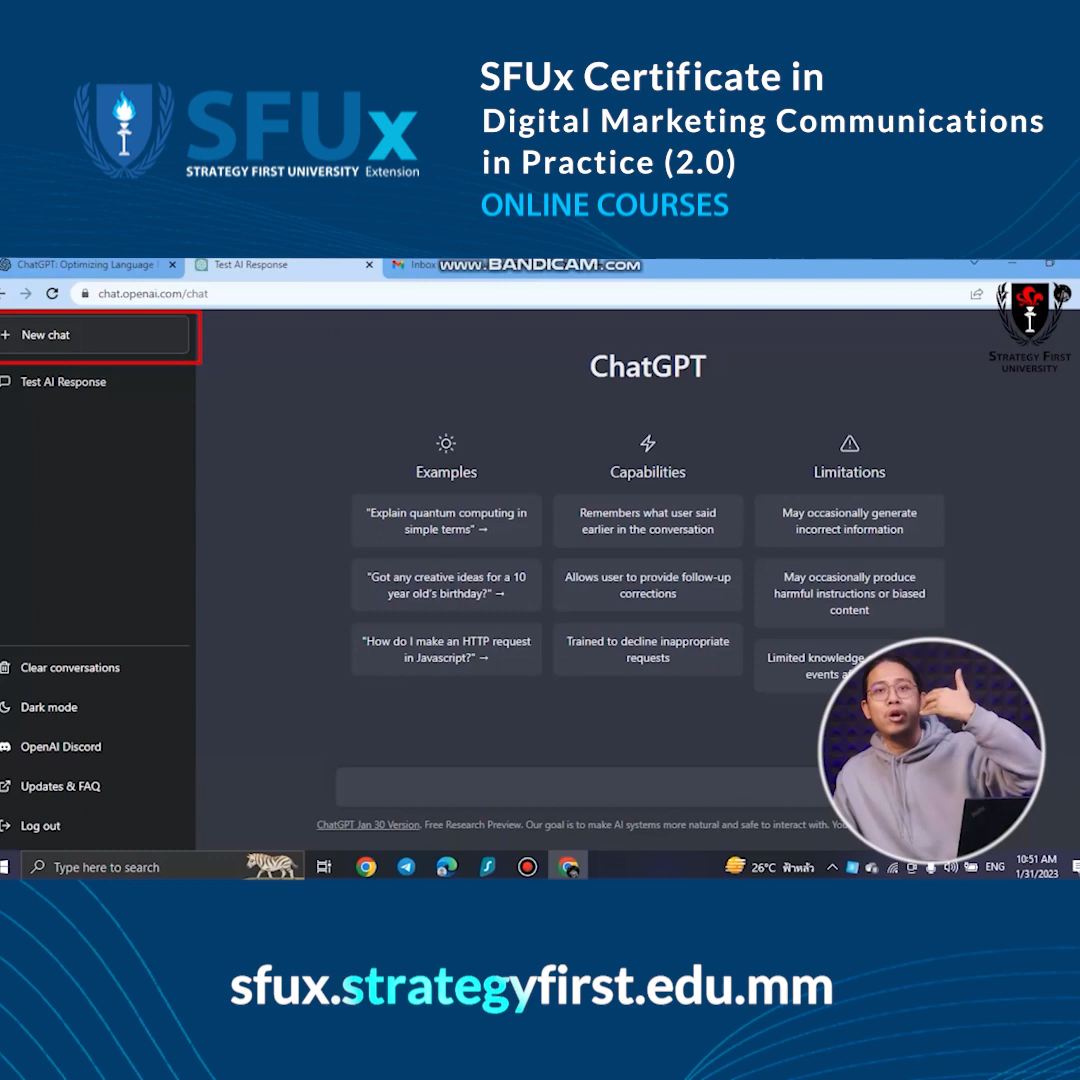 SFUx
STRATEGY FIRST UNIVERSITY Extension
SFUx Certificate in
Digital Marketing Communications
in Practice (2.0)
ONLINE COURSES
ChatGPT: Optimizing Language
Test AI Response
Inbox
WWW.BANDICAM.COM
chat.openai.com/chat
STRATEGY FIRST
UNIVERSITY
New chat
Test AI Response
Clear conversations
Dark mode
OpenAI Discord
Updates & FAQ
Log out
ChatGPT
Examples
"Explain quantum computing in
simple terms" →
"Got any creative ideas for a 10
year old's birthday?" →
"How do I make an HTTP request
in Javascript?" →
Capabilities
Remembers what user said
earlier in the conversation
Allows user to provide follow-up
corrections
Trained to decline inappropriate
requests
Limitations
May occasionally generate
incorrect information
May occasionally produce
harmful instructions or biased
content
Limited knowledge
events
ChatGPT Jan 30 Version. Free Research Preview. Our goal is to make AI systems more natural and safe to interact with.
Type here to search
26°C ฟ้าหลัว
ENG
10:51 AM
1/31/2023
sfux.strategyfirst.edu.mm